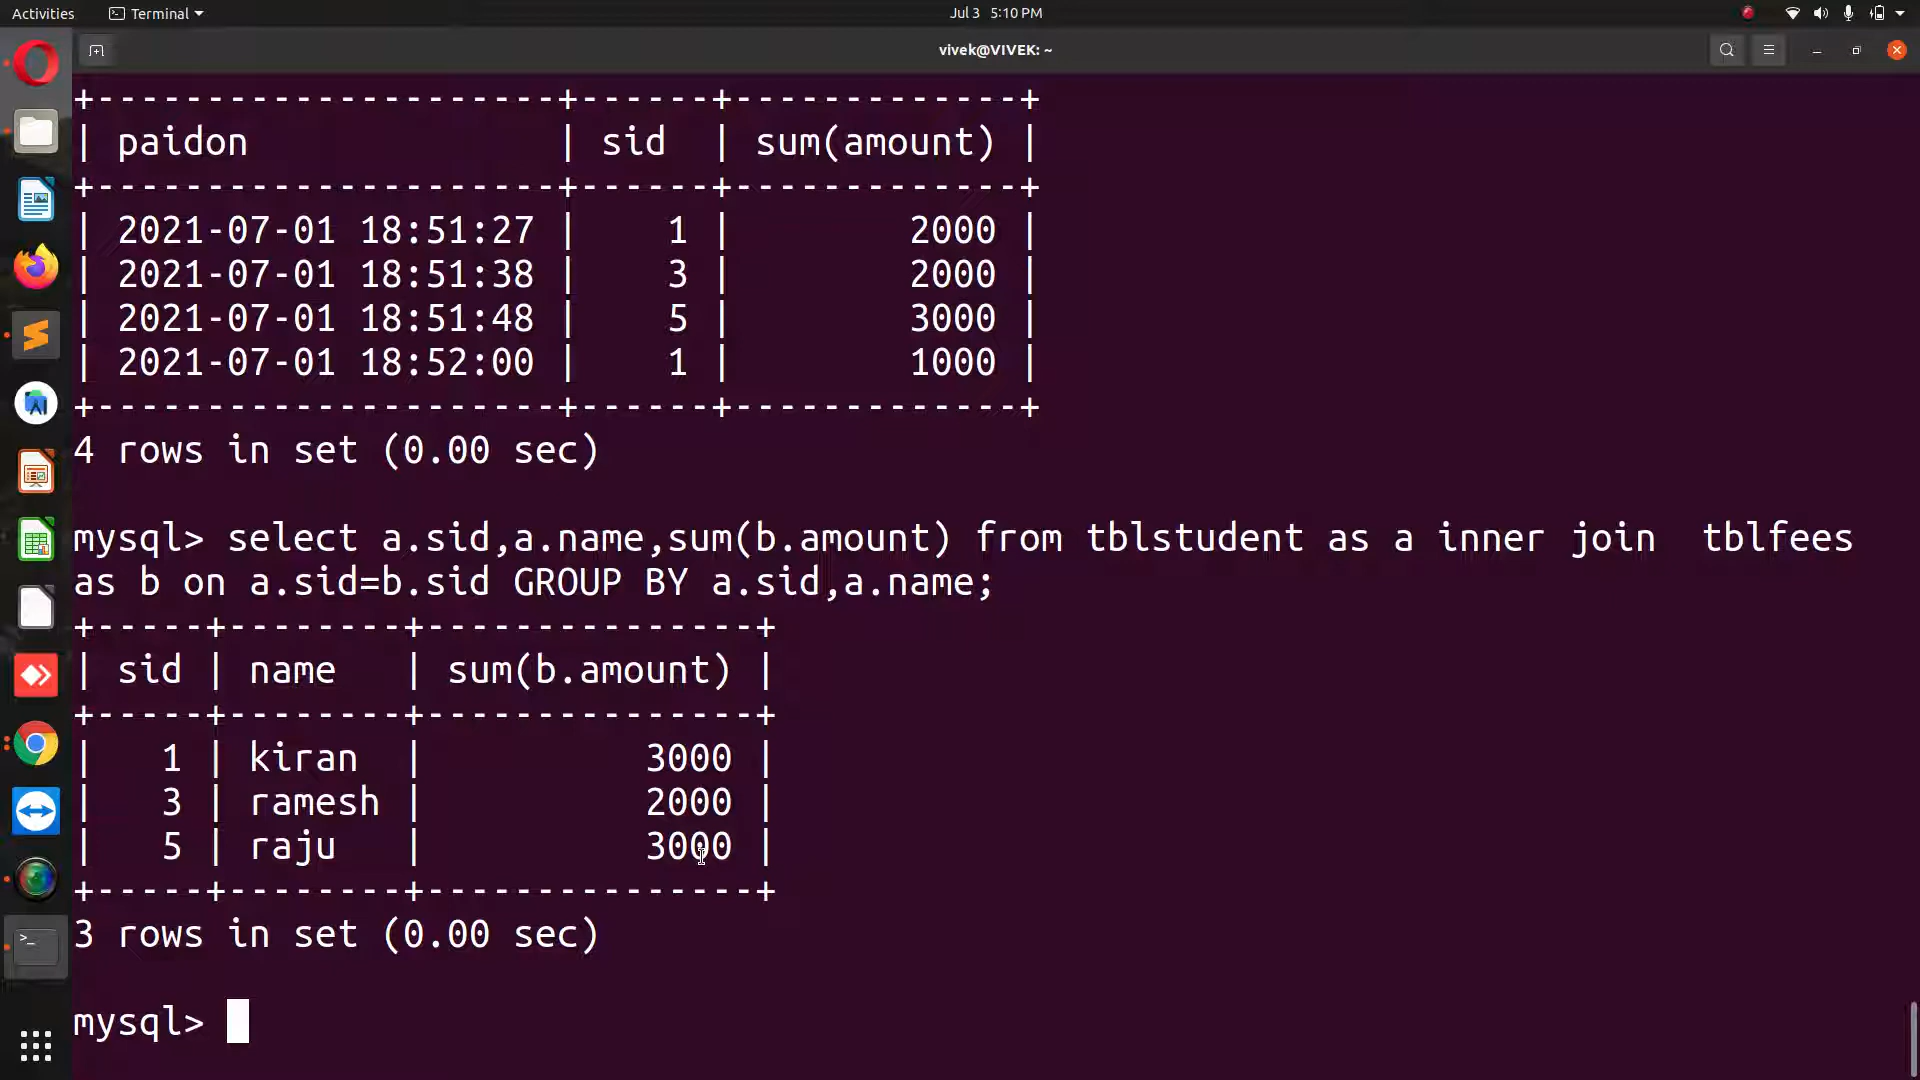 Activities Terminal Jul 3 5:10 PM
vivek@VIVEK: ~
+---------------------+------+-------------+
| paidon              | sid  | sum(amount) |
+---------------------+------+-------------+
| 2021-07-01 18:51:27 |    1 |        2000 |
| 2021-07-01 18:51:38 |    3 |        2000 |
| 2021-07-01 18:51:48 |    5 |        3000 |
| 2021-07-01 18:52:00 |    1 |        1000 |
+---------------------+------+-------------+
4 rows in set (0.00 sec)
mysql> select a.sid,a.name,sum(b.amount) from tblstudent as a inner join  tblfees
as b on a.sid=b.sid GROUP BY a.sid,a.name;
+-----+--------+---------------+
| sid | name   | sum(b.amount) |
+-----+--------+---------------+
|   1 | kiran  |          3000 |
|   3 | ramesh |          2000 |
|   5 | raju   |          3000 |
+-----+--------+---------------+
3 rows in set (0.00 sec)
mysql>